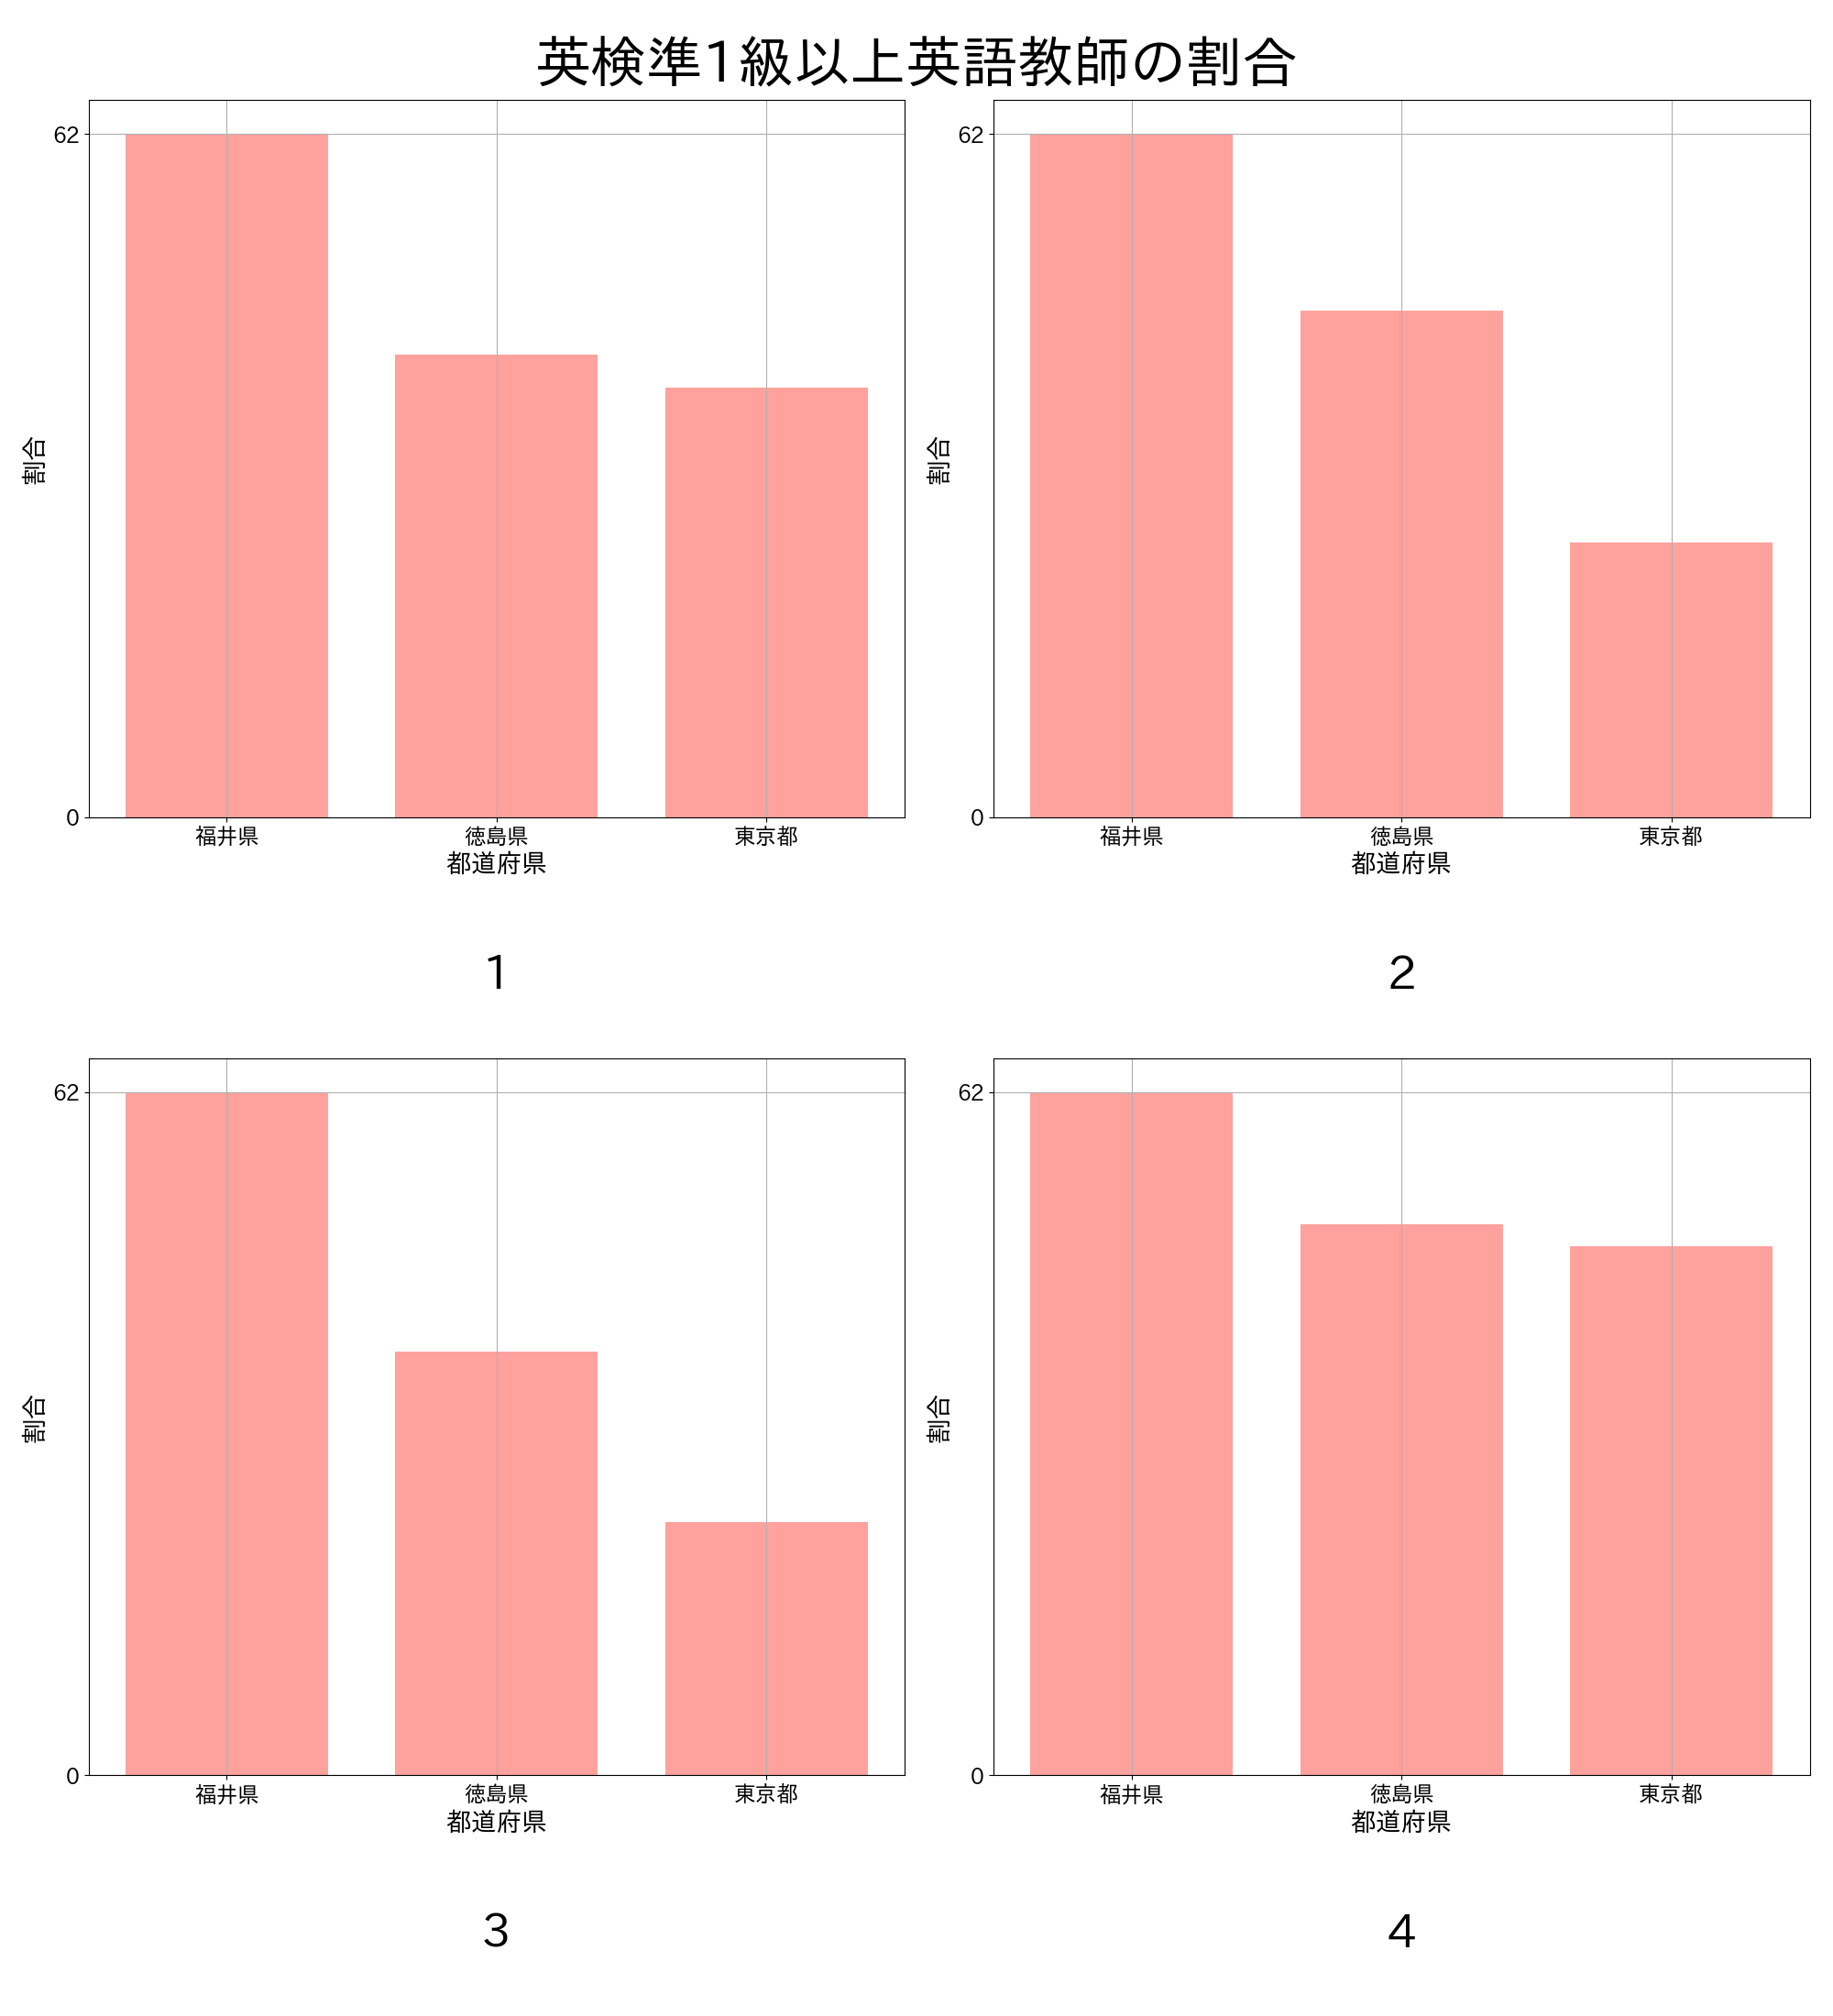 英検準1級以上英語教師の割合
62
0
割合
福井県 徳島県 東京都
都道府県
1
62
0
割合
福井県 徳島県 東京都
都道府県
2
62
0
割合
福井県 徳島県 東京都
都道府県
3
62
0
割合
福井県 徳島県 東京都
都道府県
4